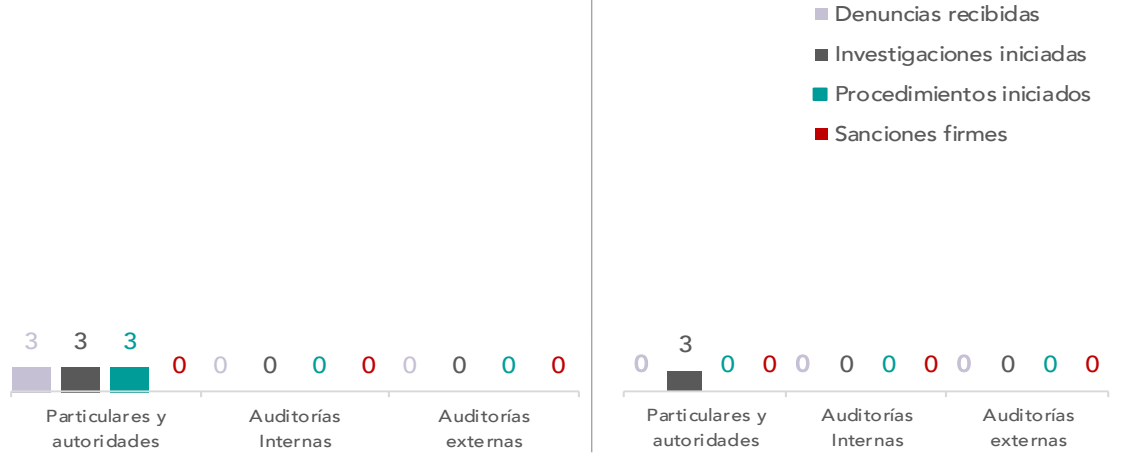 Denuncias recibidas
Investigaciones iniciadas
Procedimientos iniciados
Sanciones firmes
3 3 3 0 0 0 0 0 0 0 0 0
Particulares y autoridades
Auditorías Internas
Auditorías externas
0 3 0 0 0 0 0 0 0 0 0 0
Particulares y autoridades
Auditorías Internas
Auditorías externas